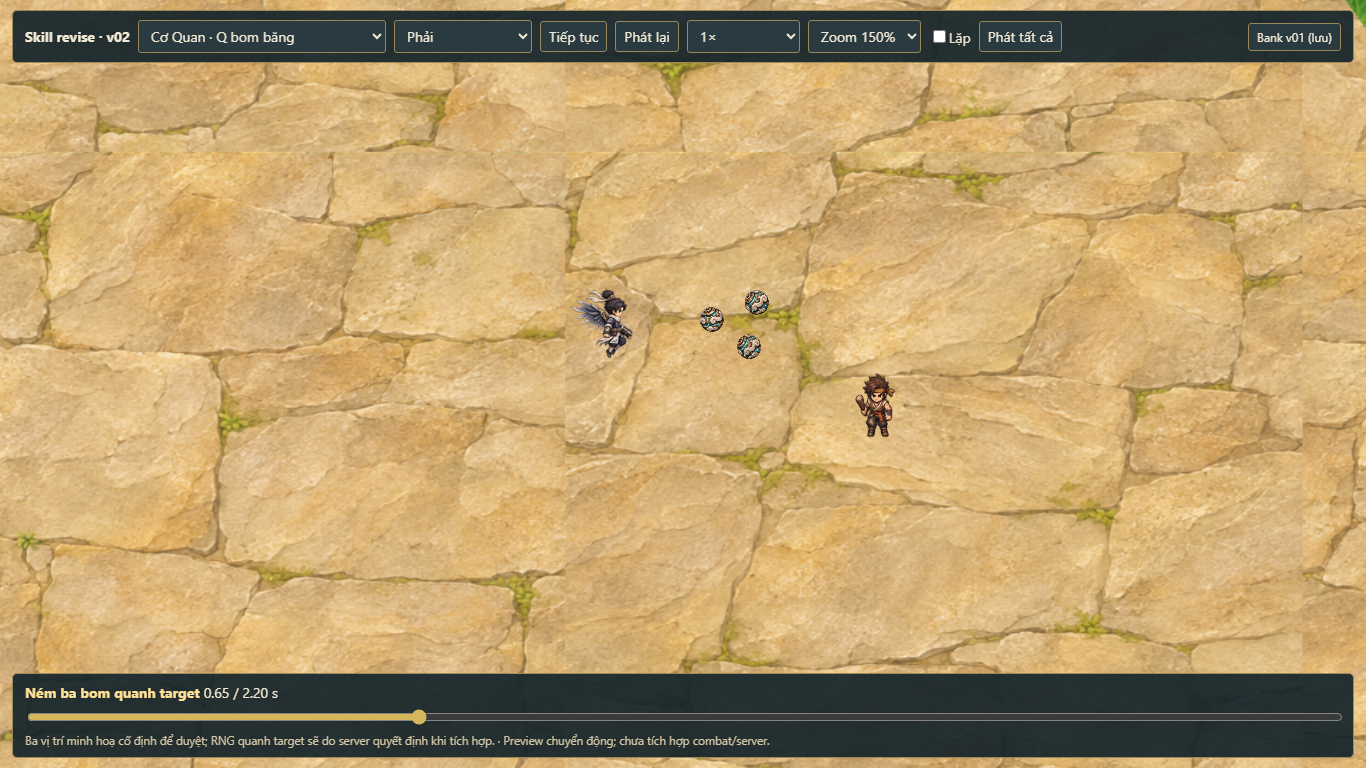 Skill revise · v02 Cơ Quan · Q bom băng Phải Tiếp tục Phát lại 1× Zoom 150% Lặp Phát tất cả Bank v01 (lưu)
Ném ba bom quanh target 0.65 / 2.20 s
Ba vị trí minh hoạ cố định để duyệt; RNG quanh target sẽ do server quyết định khi tích hợp. · Preview chuyển động; chưa tích hợp combat/server.